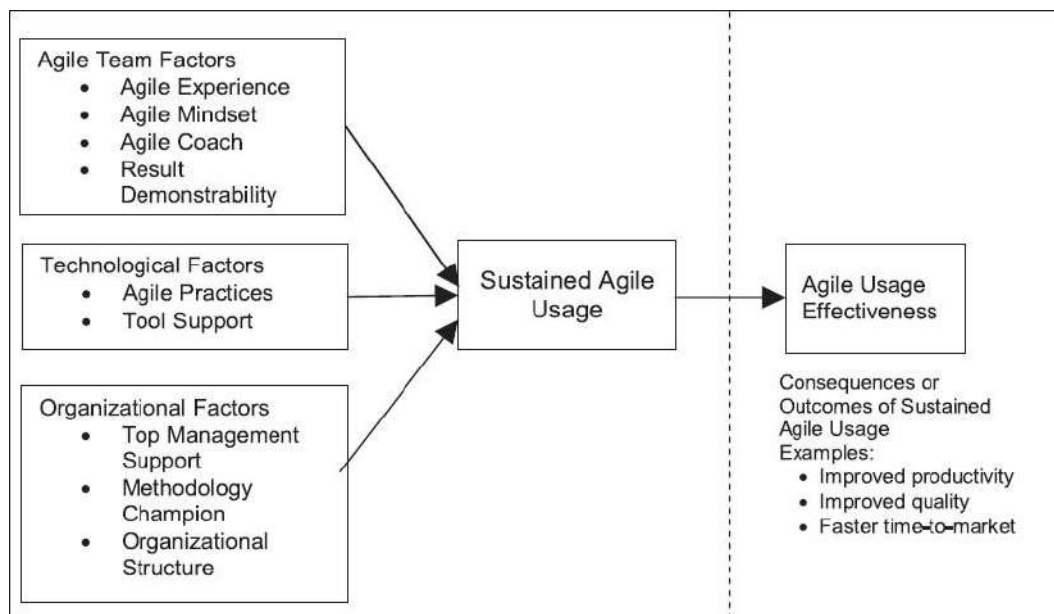 Agile Team Factors
• Agile Experience
• Agile Mindset
• Agile Coach
• Result
Demonstrability
Technological Factors
• Agile Practices
• Tool Support
Organizational Factors
• Top Management
Support
• Methodology
Champion
• Organizational
Structure
Sustained Agile
Usage
Agile Usage
Effectiveness
Consequences or
Outcomes of Sustained
Agile Usage
Examples:
• Improved productivity
• Improved quality
• Faster time-to-market